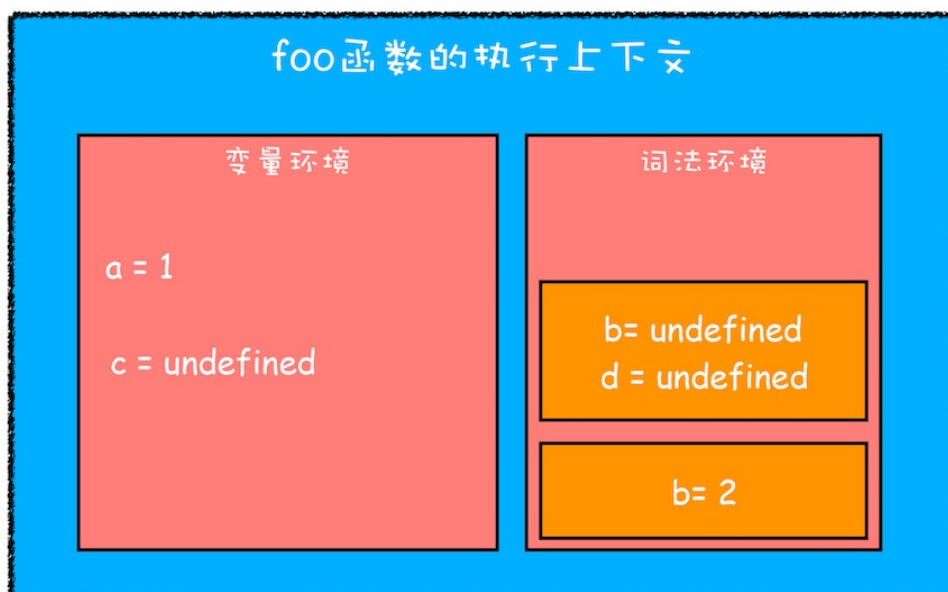 foo函数的执行上下文
变量环境
a = 1
c = undefined
词法环境
b= undefined
d = undefined
b= 2